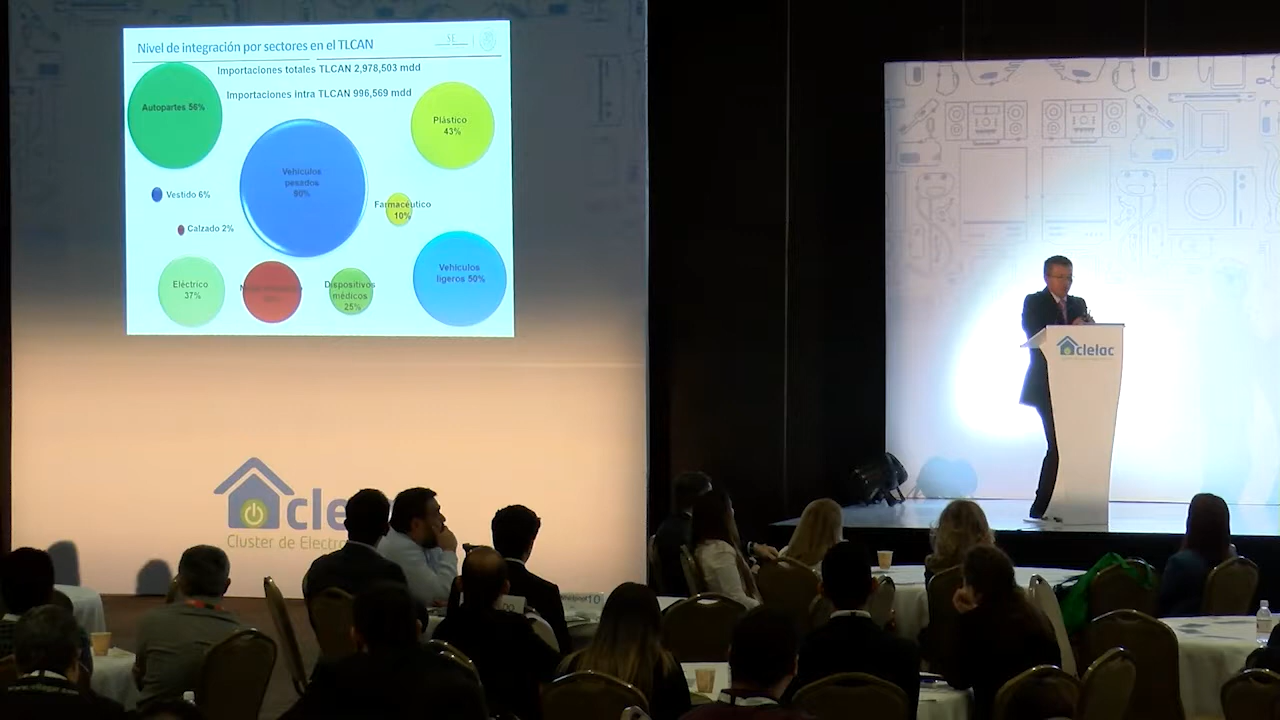 Nivel de integración por sectores en el TLCAN
SE
Importaciones totales TLCAN 2,978,503 mdd
Importaciones intra TLCAN 996,569 mdd
Autopartes 56%
Plástico
43%
Vehículos
pesados
Vestido 6%
Farmacéutico
10%
Calzado 2%
Vehículos
ligeros 50%
Eléctrico
37%
Dispositivos
médicos
25%
clelac
cle
Cluster de Electro
10